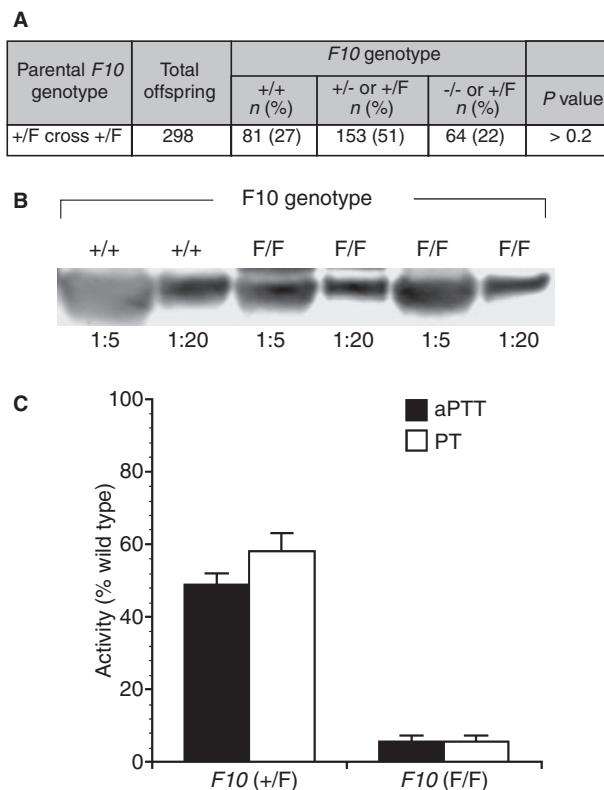 A
Parental F10 genotype
Total offspring
F10 genotype
+/+ n (%)
+/- or +/F n (%)
-/- or +/F n (%)
P value
+/F cross +/F 298 81 (27) 153 (51) 64 (22) > 0.2
B
F10 genotype
+/+ +/+ F/F F/F F/F F/F
1:5 1:20 1:5 1:20 1:5 1:20
C
100
80
60
40
20
0
Activity (% wild type)
aPTT
PT
F10 (+/F) F10 (F/F)